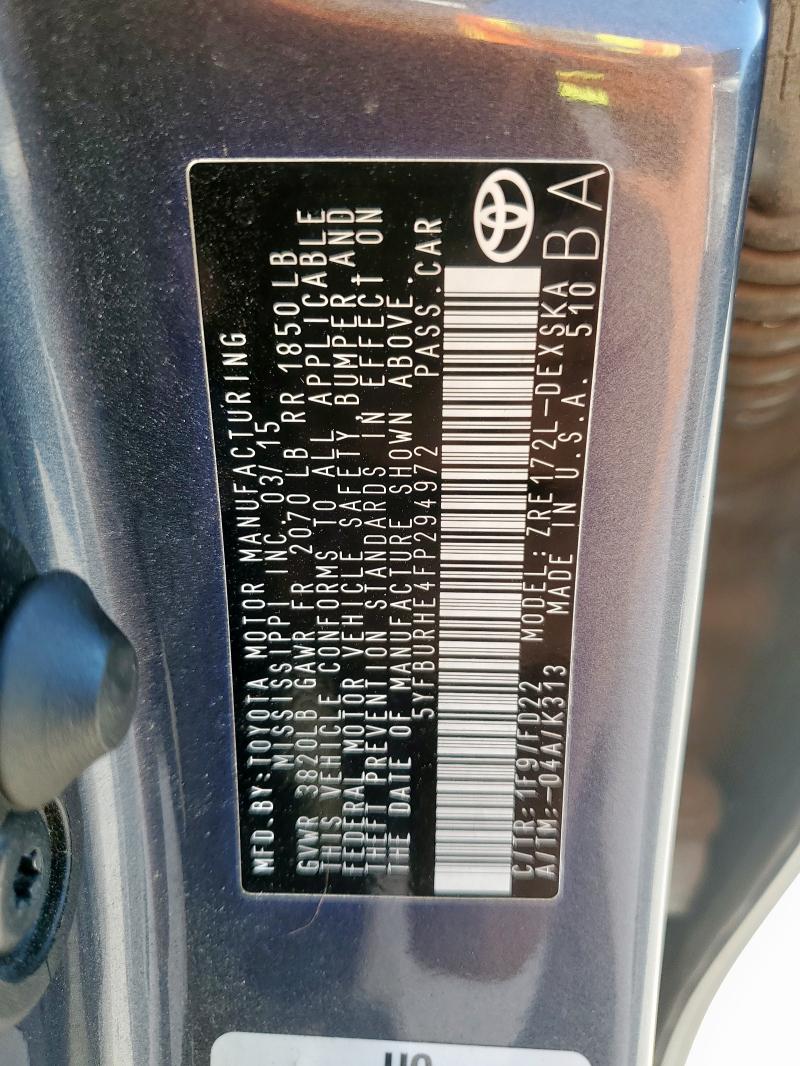 MFD.BY:TOYOTA MOTOR MANUFACTURING
MISSISSIPPI INC. 03/15
GVWR 3820LB GAWR FR 2070 LB RR 1850 LB
THIS VEHICLE CONFORMS TO ALL APPLICABLE
FEDERAL MOTOR VEHICLE SAFETY, BUMPER AND
THEFT PREVENTION STANDARDS IN EFFECT ON
THE DATE OF MANUFACTURE SHOWN ABOVE.
5YFBURHE4FP294972 PASS.CAR
C/TR:1F9/FD22 MODEL:ZRE172L-DEXSKA
A/TM:-04A/K313 MADE IN U.S.A. 510
BA